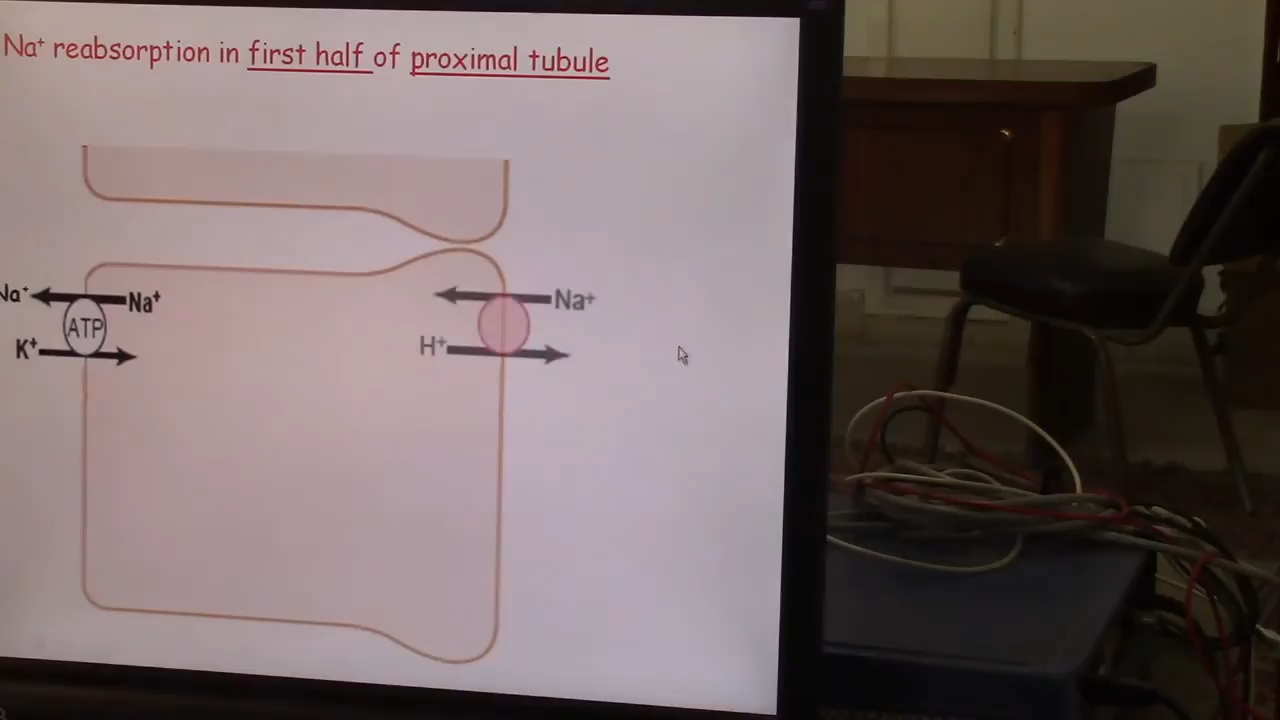 Na⁺ reabsorption in first half of proximal tubule
Na⁺ Na⁺ Na⁺
ATP
K⁺ H⁺